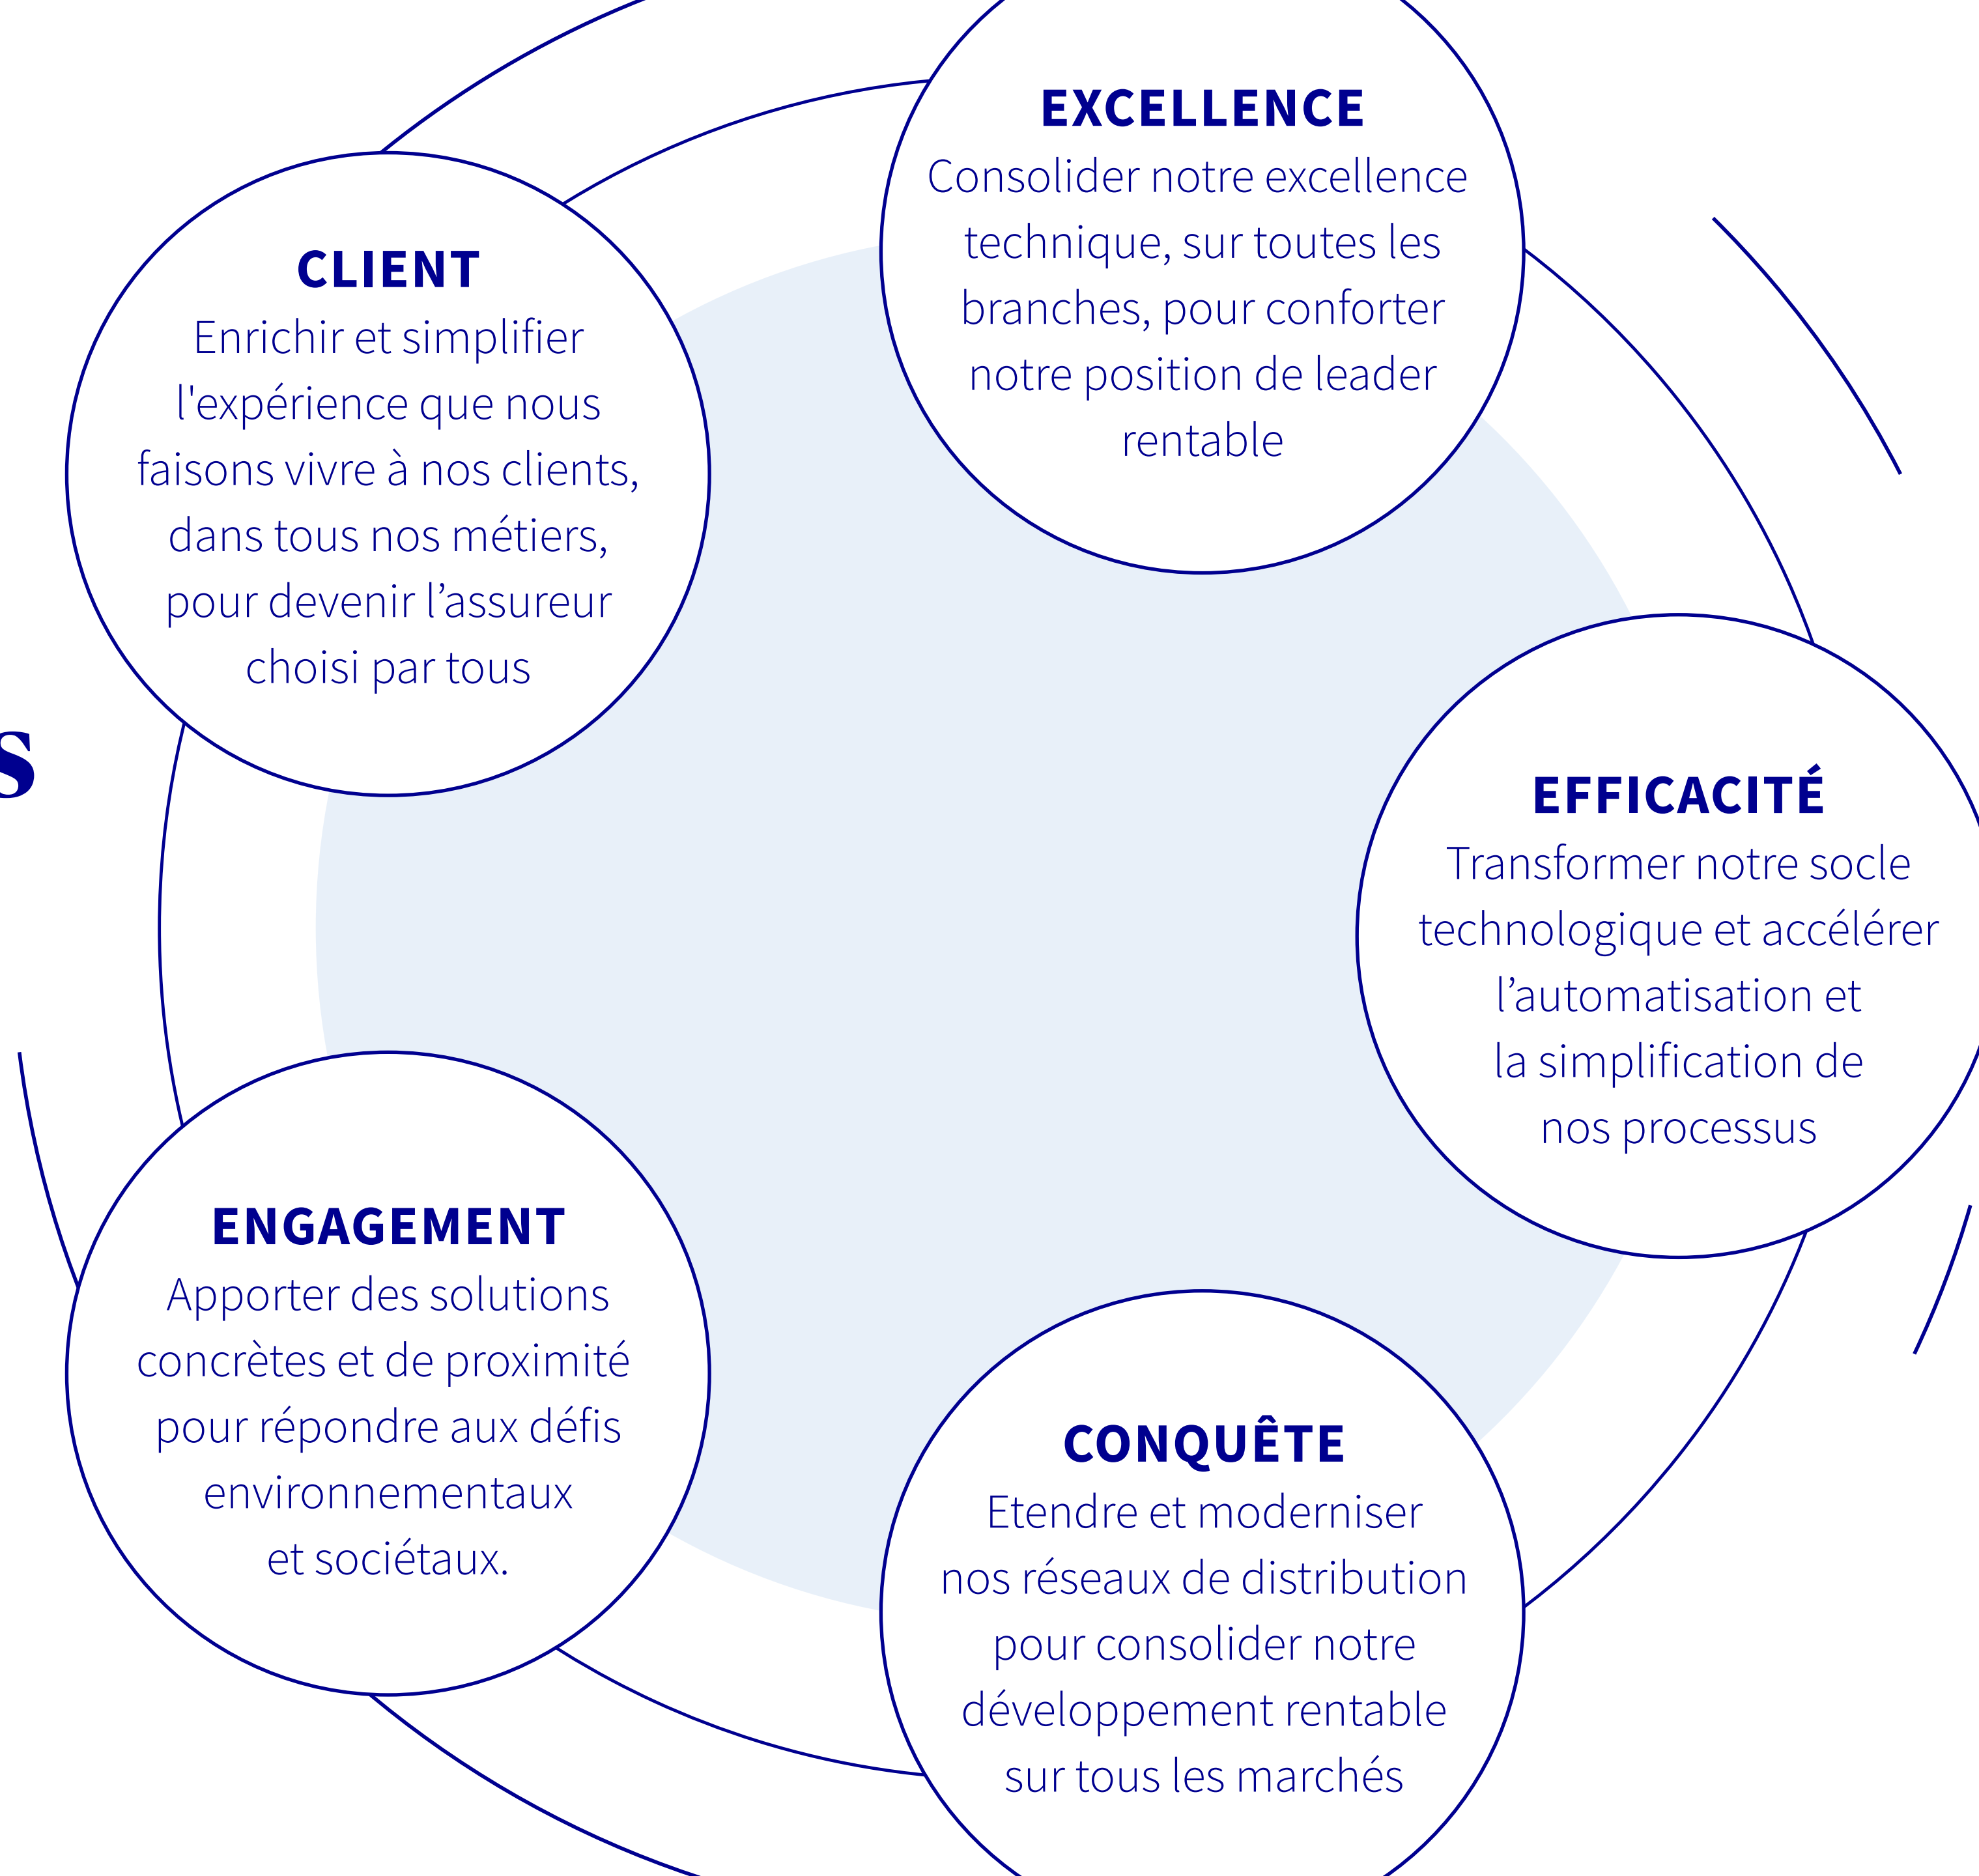 EXCELLENCE
Consolider notre excellence
technique, sur toutes les
branches, pour conforter
notre position de leader
rentable
CLIENT
Enrichir et simplifier
l'expérience que nous
faisons vivre à nos clients,
dans tous nos métiers,
pour devenir l’assureur
choisi par tous
s
EFFICACITÉ
Transformer notre socle
technologique et accélérer
l’automatisation et
la simplification de
nos processus
ENGAGEMENT
Apporter des solutions
concrètes et de proximité
pour répondre aux défis
environnementaux
et sociétaux.
CONQUÊTE
Etendre et moderniser
nos réseaux de distribution
pour consolider notre
développement rentable
sur tous les marchés